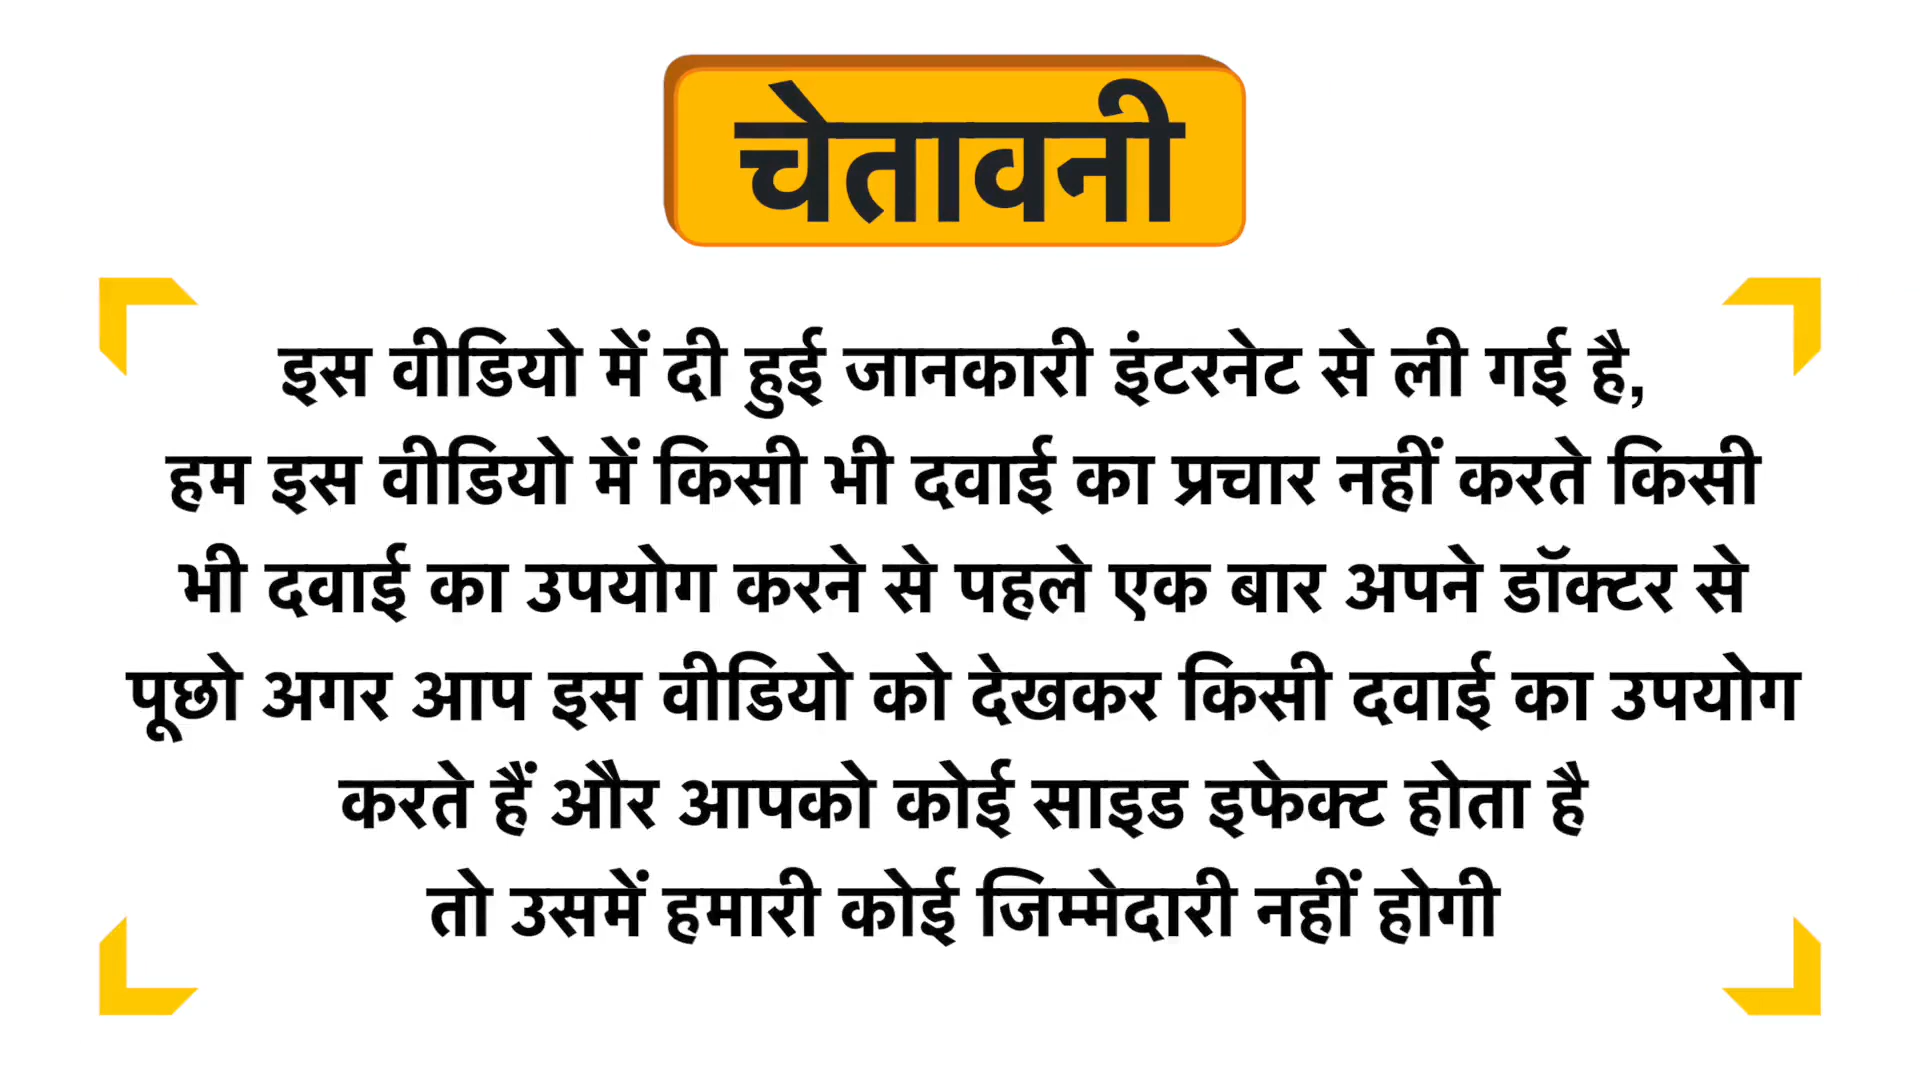 चेतावनी
इस वीडियो में दी हुई जानकारी इंटरनेट से ली गई है,
हम इस वीडियो में किसी भी दवाई का प्रचार नहीं करते किसी
भी दवाई का उपयोग करने से पहले एक बार अपने डॉक्टर से
पूछो अगर आप इस वीडियो को देखकर किसी दवाई का उपयोग
करते हैं और आपको कोई साइड इफेक्ट होता है
तो उसमें हमारी कोई जिम्मेदारी नहीं होगी